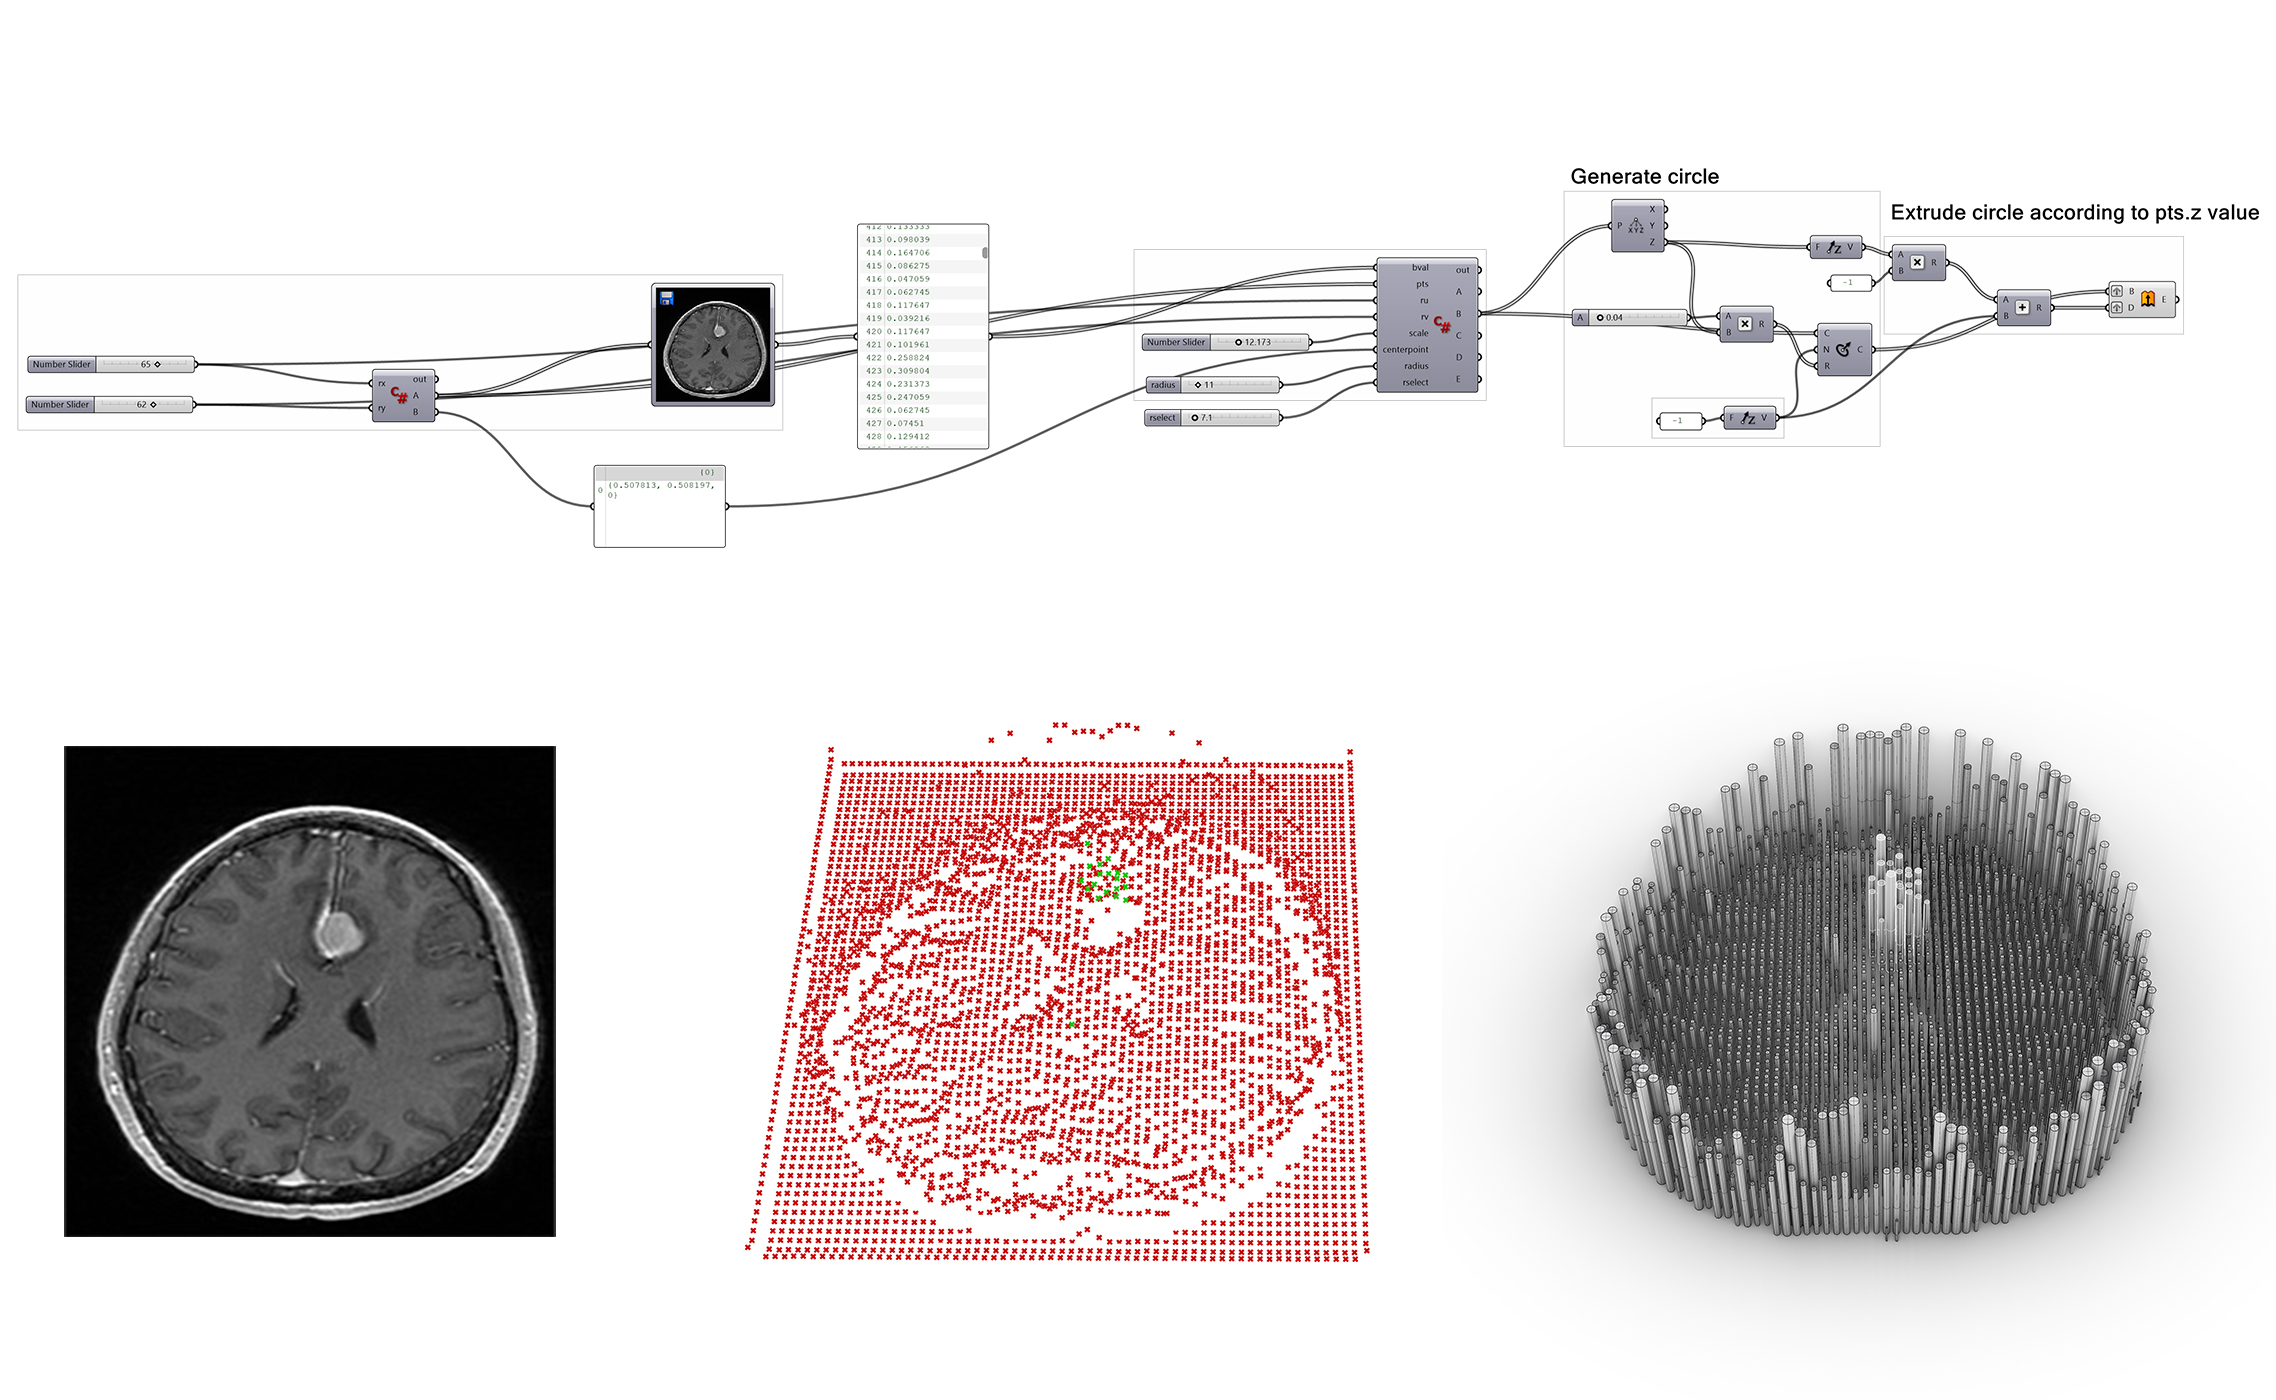 Generate circle
Extrude circle according to pts.z value
Number Slider 65
Number Slider 62
rx
ry
out
A
B
{0}
0 {0.507813, 0.508197,
0}
412 0.133333
413 0.098039
414 0.164706
415 0.086275
416 0.047059
417 0.062745
418 0.117647
419 0.039216
420 0.117647
421 0.101961
422 0.258824
423 0.309804
424 0.231373
425 0.247059
426 0.062745
427 0.07451
428 0.129412
Number Slider 12.173
radius 11
rselect 7.1
bval
pts
ru
rv
scale
centerpoint
radius
rselect
C#
out
A
B
C
D
E
P
XYZ
X
Y
Z
A 0.04
A
B
R
F Z V
-1
C
N
R
C
-1
F Z V
A
B
R
A
B
R
B
D
E